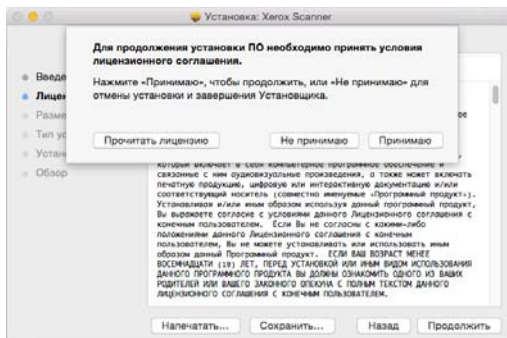 Установка: Xerox Scanner
Для продолжения установки ПО необходимо принять условия
лицензионного соглашения.
Нажмите «Принимаю», чтобы продолжить, или «Не принимаю» для
отмены установки и завершения Установщика.
Прочитать лицензию
Не принимаю
Принимаю
Введе
Лицен
Разме
Тип ус
Устан
Обзор
который включает в себя компьютерное программное обеспечение и
связанные с ним аудиовизуальные произведения, а также может включать
печатную продукцию, цифровую или интерактивную документацию и/или
соответствующий носитель (совместно именуемые «Программный продукт»).
Устанавливая и/или иным образом используя данный программный продукт,
Вы выражаете согласие с условиями данного Лицензионного соглашения с
конечным пользователем. Если Вы не согласны с какими-либо
положениями данного Лицензионного соглашения с конечным
пользователем, Вы не можете устанавливать или использовать иным
образом данный Программный продукт. ЕСЛИ ВАШ ВОЗРАСТ МЕНЕЕ
ВОСЕМНАДЦАТИ (18) ЛЕТ, ПЕРЕД УСТАНОВКОЙ ИЛИ ИНЫМ ВИДОМ ИСПОЛЬЗОВАНИЯ
ДАННОГО ПРОГРАММНОГО ПРОДУКТА ВЫ ДОЛЖНЫ ОЗНАКОМИТЬ ОДНОГО ИЗ ВАШИХ
РОДИТЕЛЕЙ ИЛИ ВАШЕГО ЗАКОННОГО ОПЕКУНА С ПОЛНЫМ ТЕКСТОМ ДАННОГО
ЛИЦЕНЗИОННОГО СОГЛАШЕНИЯ С КОНЕЧНЫМ ПОЛЬЗОВАТЕЛЕМ.
Напечатать...
Сохранить...
Назад
Продолжить